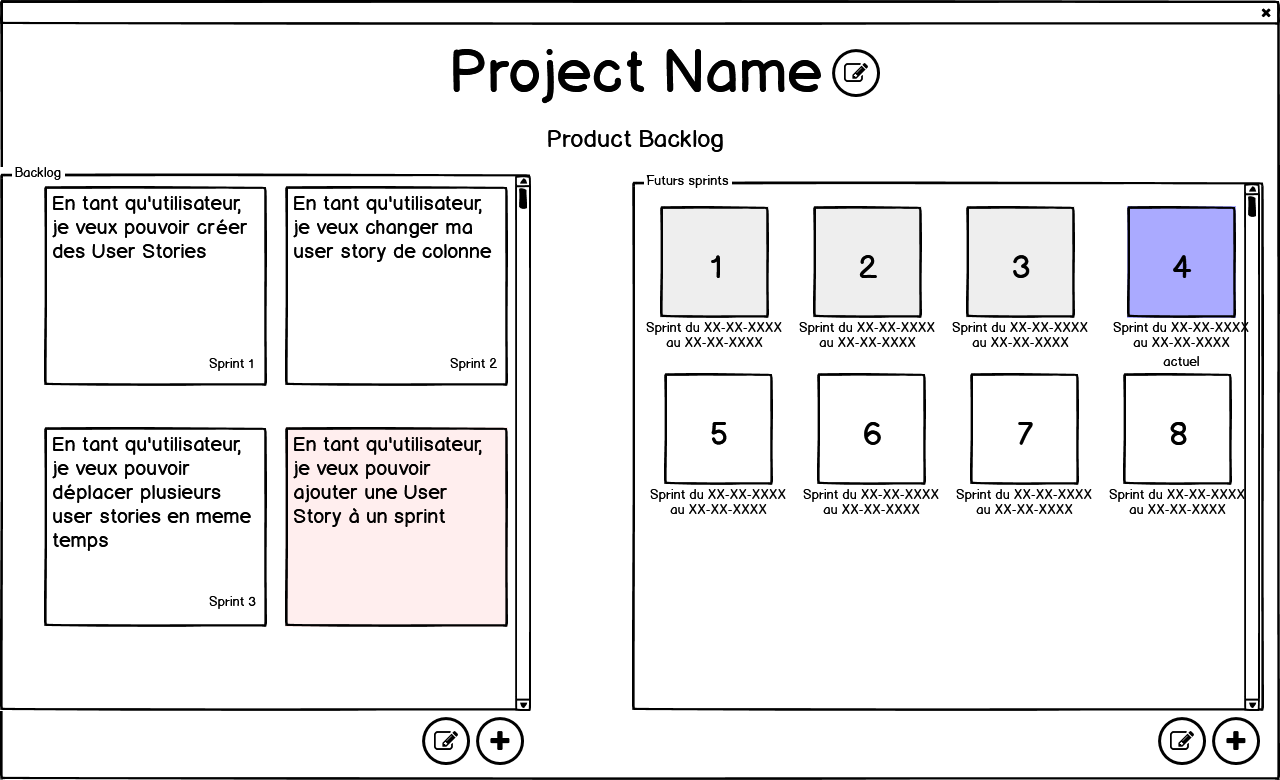 Project Name
Product Backlog
Backlog
En tant qu'utilisateur,
je veux pouvoir créer
des User Stories
Sprint 1
En tant qu'utilisateur,
je veux changer ma
user story de colonne
Sprint 2
En tant qu'utilisateur,
je veux pouvoir
déplacer plusieurs
user stories en meme
temps
Sprint 3
En tant qu'utilisateur,
je veux pouvoir
ajouter une User
Story à un sprint
Futurs sprints
1
Sprint du XX-XX-XXXX
au XX-XX-XXXX
2
Sprint du XX-XX-XXXX
au XX-XX-XXXX
3
Sprint du XX-XX-XXXX
au XX-XX-XXXX
4
Sprint du XX-XX-XXXX
au XX-XX-XXXX
actuel
5
Sprint du XX-XX-XXXX
au XX-XX-XXXX
6
Sprint du XX-XX-XXXX
au XX-XX-XXXX
7
Sprint du XX-XX-XXXX
au XX-XX-XXXX
8
Sprint du XX-XX-XXXX
au XX-XX-XXXX